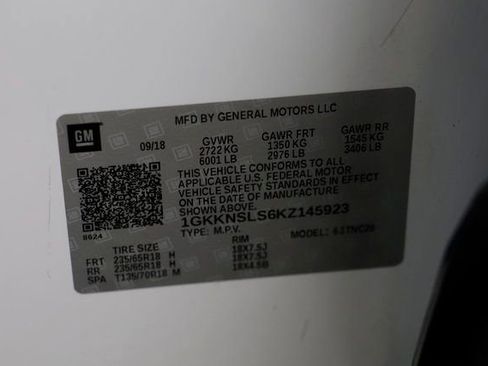 MFD BY GENERAL MOTORS LLC
GM
09/18 GVWR GAWR FRT GAWR RR
2722 KG 1350 KG 1545 KG
6001 LB 2976 LB 3406 LB
THIS VEHICLE CONFORMS TO ALL
APPLICABLE U.S. FEDERAL MOTOR
VEHICLE SAFETY STANDARDS IN EFFECT
ON THE DATE OF MANUFACTURE SHOWN ABOVE.
1GKKNSLS6KZ145923
8624 TYPE: M.P.V. MODEL:
TIRE SIZE RIM
FRT 235/65R18 H 18X7.5J
RR 235/65R18 H 18X7.5J
SPA T135/70R18 M 18X4.5B